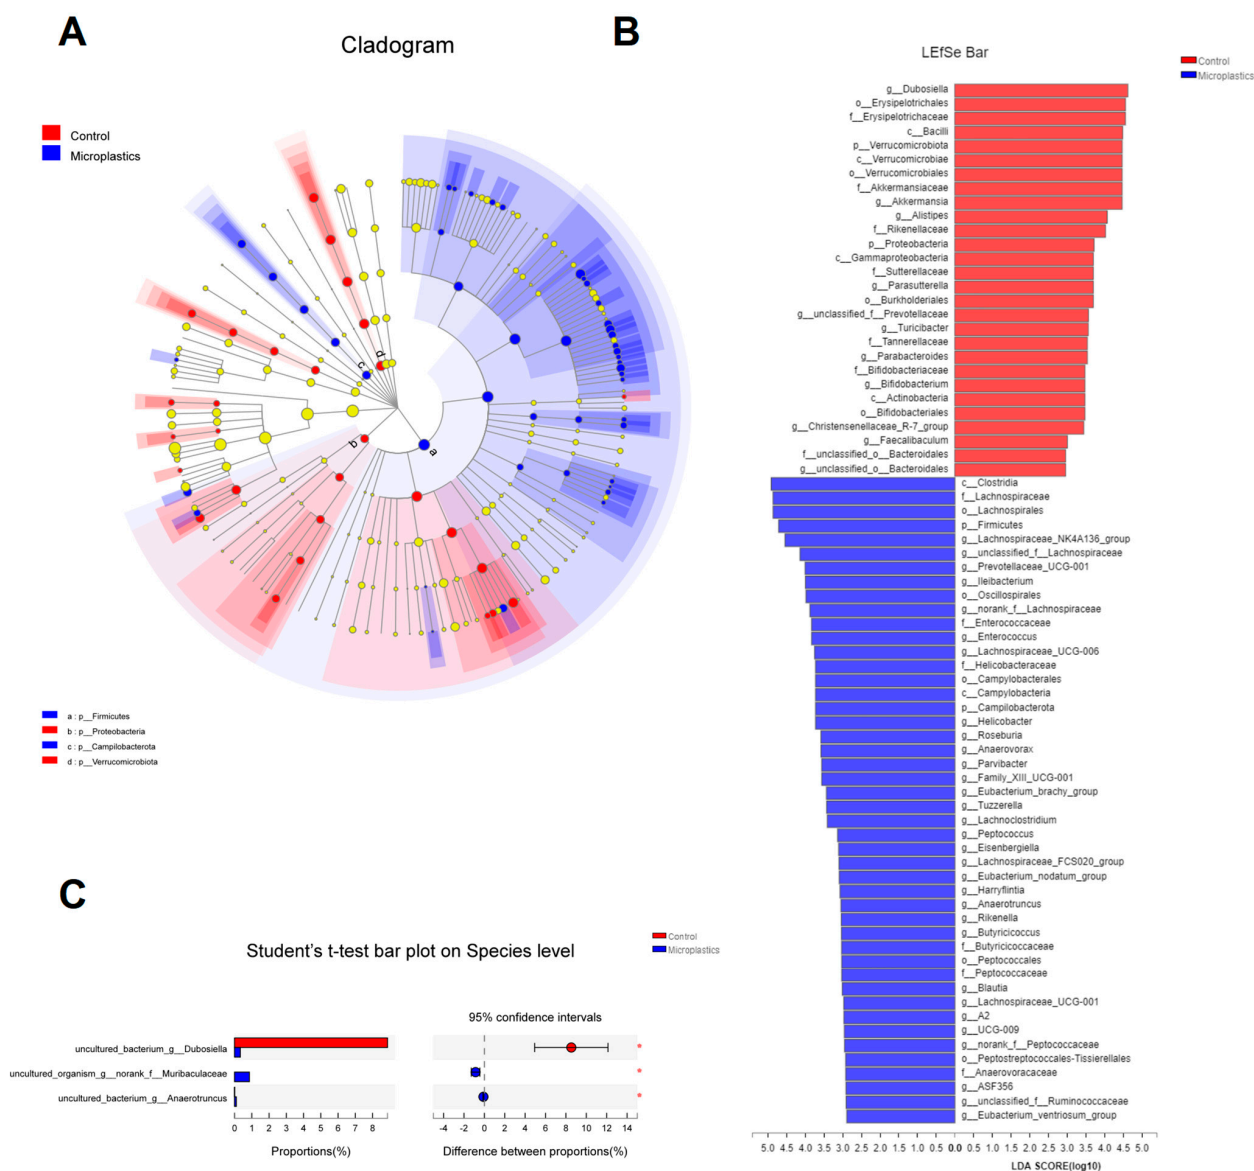 A
Cladogram
Control
Microplastics
a
b
c
d
a : p__Firmicutes
b : p__Proteobacteria
c : p__Campilobacterota
d : p__Verrucomicrobiota
B
LEfSe Bar
Control
Microplastics
g__Dubosiella
o__Erysipelotrichales
f__Erysipelotrichaceae
c__Bacilli
p__Verrucomicrobiota
c__Verrucomicrobiae
o__Verrucomicrobiales
f__Akkermansiaceae
g__Akkermansia
g__Alistipes
f__Rikenellaceae
p__Proteobacteria
c__Gammaproteobacteria
f__Sutterellaceae
g__Parasutterella
o__Burkholderiales
g__unclassified_f__Prevotellaceae
g__Turicibacter
f__Tannerellaceae
g__Parabacteroides
f__Bifidobacteriaceae
g__Bifidobacterium
c__Actinobacteria
o__Bifidobacteriales
g__Christensenellaceae_R-7_group
g__Faecalibaculum
f__unclassified_o__Bacteroidales
g__unclassified_o__Bacteroidales
c__Clostridia
f__Lachnospiraceae
o__Lachnospirales
p__Firmicutes
g__Lachnospiraceae_NK4A136_group
g__unclassified_f__Lachnospiraceae
g__Prevotellaceae_UCG-001
g__Ileibacterium
o__Oscillospirales
g__norank_f__Lachnospiraceae
f__Enterococcaceae
g__Enterococcus
g__Lachnospiraceae_UCG-006
f__Helicobacteraceae
o__Campylobacterales
c__Campylobacteria
p__Campilobacterota
g__Helicobacter
g__Roseburia
g__Anaerovorax
g__Parvibacter
g__Family_XIII_UCG-001
g__Eubacterium_brachy_group
g__Tuzzerella
g__Lachnoclostridium
g__Peptococcus
g__Eisenbergiella
g__Lachnospiraceae_FCS020_group
g__Eubacterium_nodatum_group
g__Harryflintia
g__Anaerotruncus
g__Rikenella
g__Butyricicoccus
f__Butyricicoccaceae
o__Peptococcales
f__Peptococcaceae
g__Blautia
g__Lachnospiraceae_UCG-001
g__A2
g__UCG-009
g__norank_f__Peptococcaceae
o__Peptostreptococcales-Tissierellales
f__Anaerovoracaceae
g__ASF356
g__unclassified_f__Ruminococcaceae
g__Eubacterium_ventriosum_group
5.0 4.5 4.0 3.5 3.0 2.5 2.0 1.5 1.0 0.5 0.0 0.0 0.5 1.0 1.5 2.0 2.5 3.0 3.5 4.0 4.5 5.0
LDA SCORE(log10)
C
Student's t-test bar plot on Species level
Control
Microplastics
95% confidence intervals
uncultured_bacterium_g__Dubosiella *
uncultured_organism_g__norank_f__Muribaculaceae *
uncultured_bacterium_g__Anaerotruncus *
0 1 2 3 4 5 6 7 8 -4 -2 0 2 4 6 8 10 12 14
Proportions(%) Difference between proportions(%)